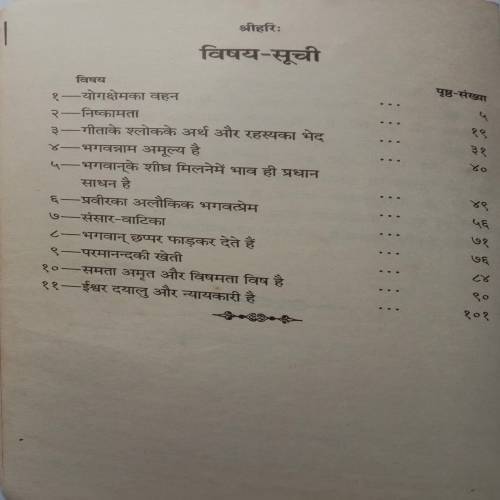 श्रीहरिः
विषय-सूची
विषय पृष्ठ-संख्या
१—योगक्षेमका वहन ... ५
२—निष्कामता ... १९
३—गीताके श्लोकके अर्थ और रहस्यका भेद ... ३१
४—भगवन्नाम अमूल्य है ... ४०
५—भगवान्‌के शीघ्र मिलनेमें भाव ही प्रधान
साधन है ... ४९
६—प्रवीरका अलौकिक भगवत्प्रेम ... ५६
७—संसार-वाटिका ... ७१
८—भगवान् छप्पर फाड़कर देते हैं ... ७६
९—परमानन्दकी खेती ... ८४
१०—समता अमृत और विषमता विष है ... ९०
११—ईश्वर दयालु और न्यायकारी है ... १०१